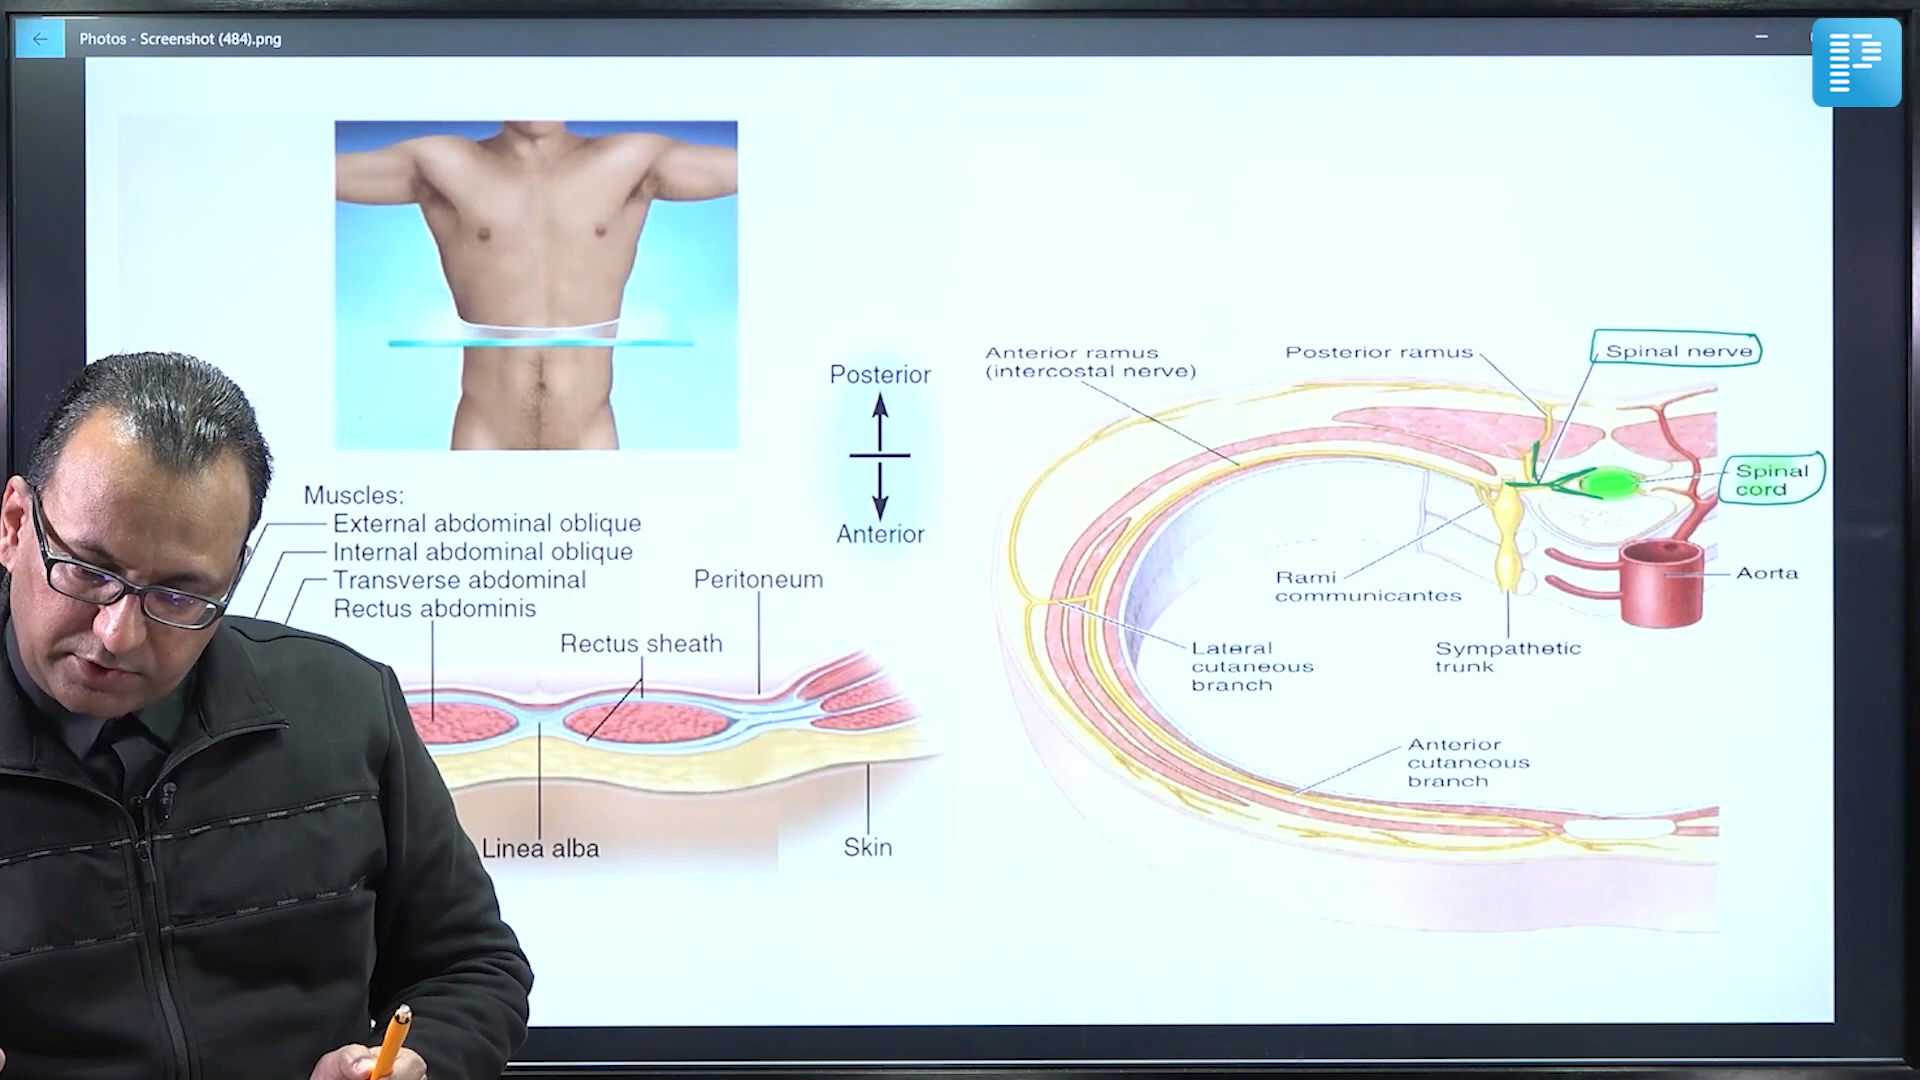 Photos - Screenshot (484).png
Posterior
Anterior
Muscles:
External abdominal oblique
Internal abdominal oblique
Transverse abdominal
Rectus abdominis
Peritoneum
Rectus sheath
Linea alba
Skin
Anterior ramus
(intercostal nerve)
Posterior ramus
Spinal nerve
Spinal
cord
Rami
communicantes
Aorta
Sympathetic
trunk
Lateral
cutaneous
branch
Anterior
cutaneous
branch